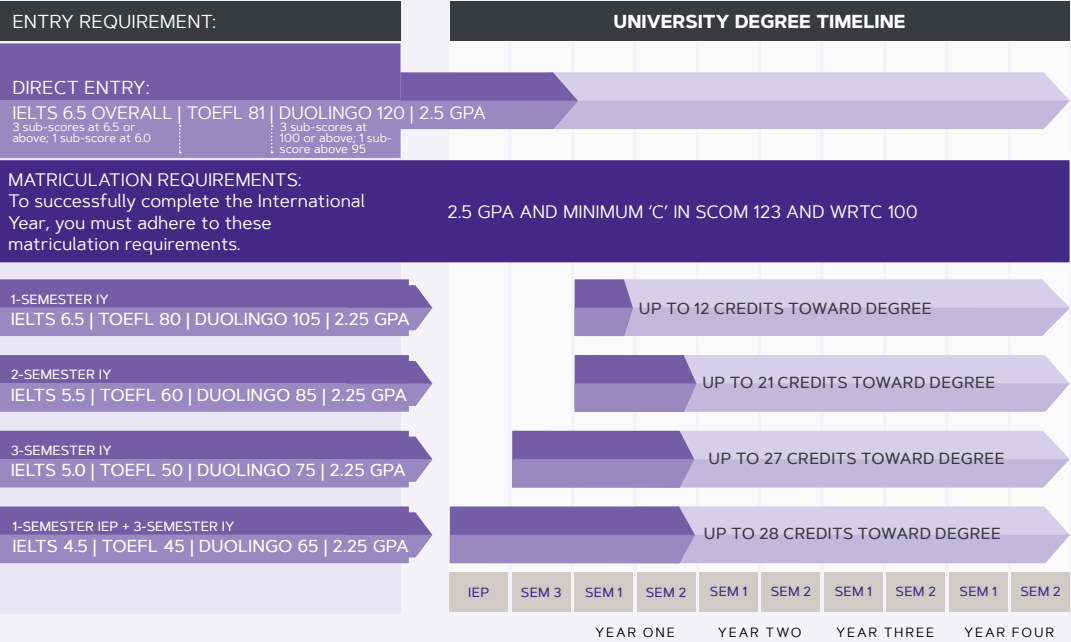 ENTRY REQUIREMENT:
UNIVERSITY DEGREE TIMELINE
DIRECT ENTRY:
IELTS 6.5 OVERALL | TOEFL 81 | DUOLINGO 120 | 2.5 GPA
3 sub-scores at 6.5 or
above; 1 sub-score at 6.0
3 sub-scores at
100 or above; 1 sub-
score above 95
MATRICULATION REQUIREMENTS:
To successfully complete the International
Year, you must adhere to these
matriculation requirements.
2.5 GPA AND MINIMUM ‘C’ IN SCOM 123 AND WRTC 100
1-SEMESTER IY
IELTS 6.5 | TOEFL 80 | DUOLINGO 105 | 2.25 GPA
UP TO 12 CREDITS TOWARD DEGREE
2-SEMESTER IY
IELTS 5.5 | TOEFL 60 | DUOLINGO 85 | 2.25 GPA
UP TO 21 CREDITS TOWARD DEGREE
3-SEMESTER IY
IELTS 5.0 | TOEFL 50 | DUOLINGO 75 | 2.25 GPA
UP TO 27 CREDITS TOWARD DEGREE
1-SEMESTER IEP + 3-SEMESTER IY
IELTS 4.5 | TOEFL 45 | DUOLINGO 65 | 2.25 GPA
UP TO 28 CREDITS TOWARD DEGREE
IEP SEM 3 SEM 1 SEM 2 SEM 1 SEM 2 SEM 1 SEM 2 SEM 1 SEM 2
YEAR ONE YEAR TWO YEAR THREE YEAR FOUR